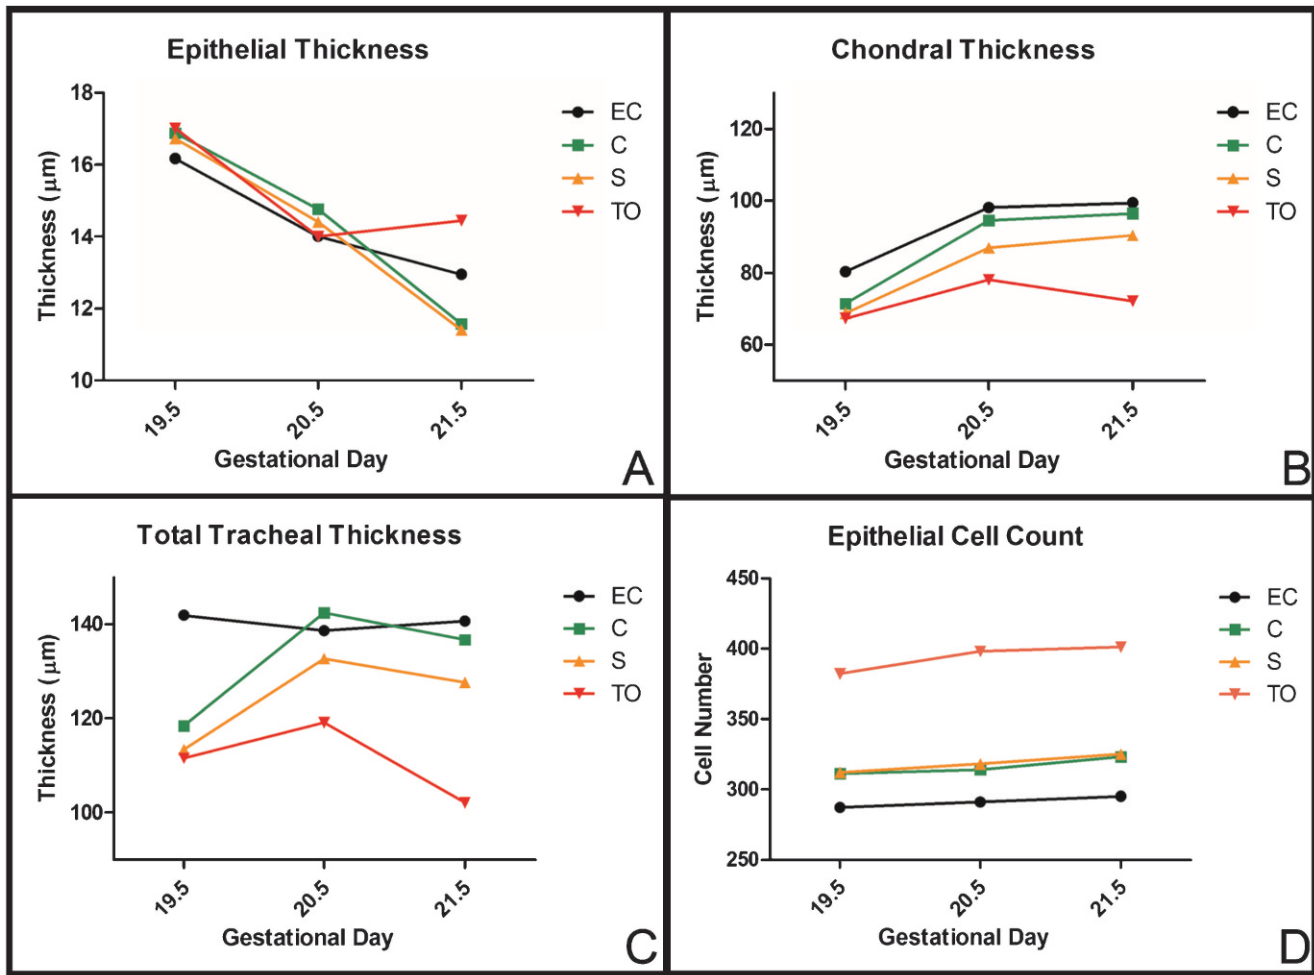 Epithelial Thickness
18
16
14
12
10
Thickness (μm)
19.5
20.5
21.5
Gestational Day
EC
C
S
TO
A
Chondral Thickness
120
100
80
60
Thickness (μm)
19.5
20.5
21.5
Gestational Day
EC
C
S
TO
B
Total Tracheal Thickness
140
120
100
Thickness (μm)
19.5
20.5
21.5
Gestational Day
EC
C
S
TO
C
Epithelial Cell Count
450
400
350
300
250
Cell Number
19.5
20.5
21.5
Gestational Day
EC
C
S
TO
D